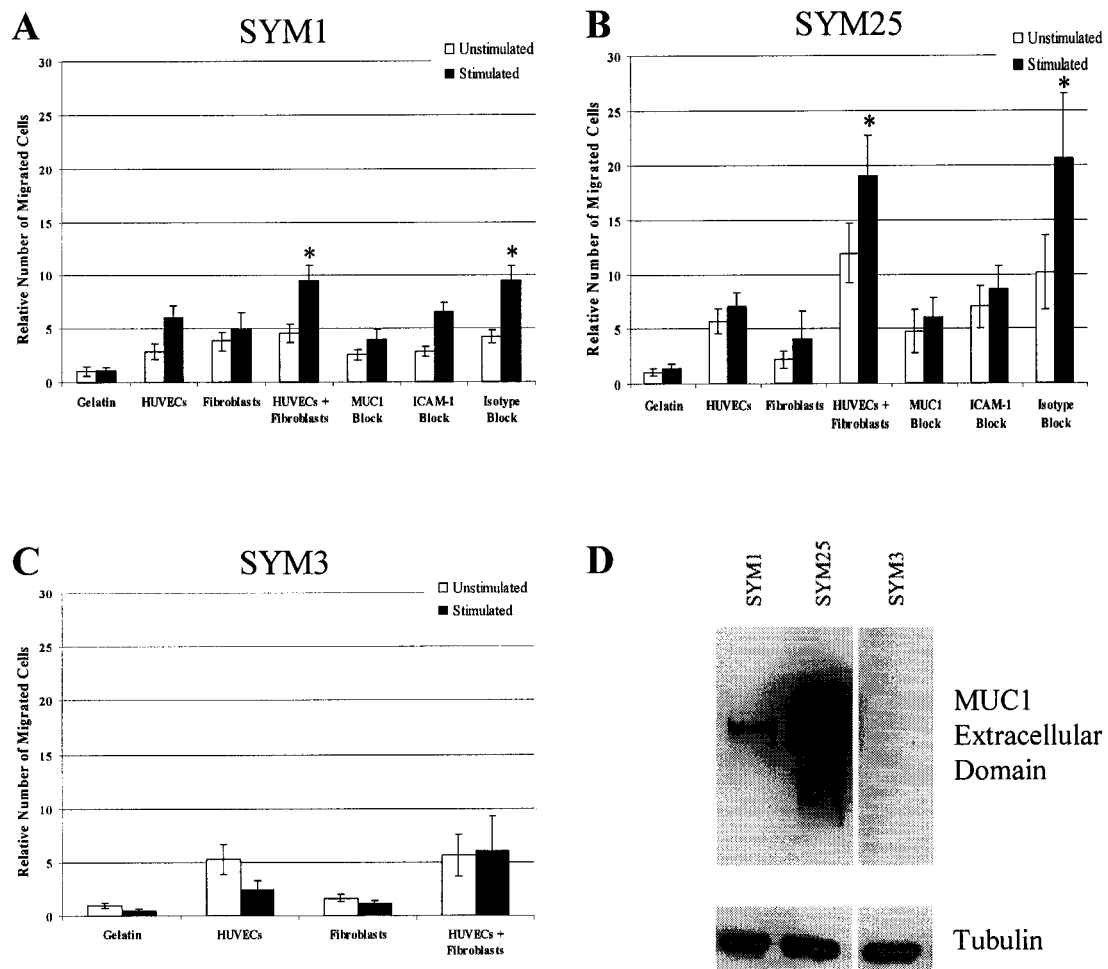 A
SYM1
Unstimulated
Stimulated
Relative Number of Migrated Cells
30
25
20
15
10
5
0
*
*
Gelatin
HUVECs
Fibroblasts
HUVECs +
Fibroblasts
MUC1
Block
ICAM-1
Block
Isotype
Block
B
SYM25
Unstimulated
Stimulated
Relative Number of Migrated Cells
30
25
20
15
10
5
0
*
*
Gelatin
HUVECs
Fibroblasts
HUVECs +
Fibroblasts
MUC1
Block
ICAM-1
Block
Isotype
Block
C
SYM3
Unstimulated
Stimulated
Relative Number of Migrated Cells
30
25
20
15
10
5
0
Gelatin
HUVECs
Fibroblasts
HUVECs +
Fibroblasts
D
SYM1
SYM25
SYM3
MUC1
Extracellular
Domain
Tubulin